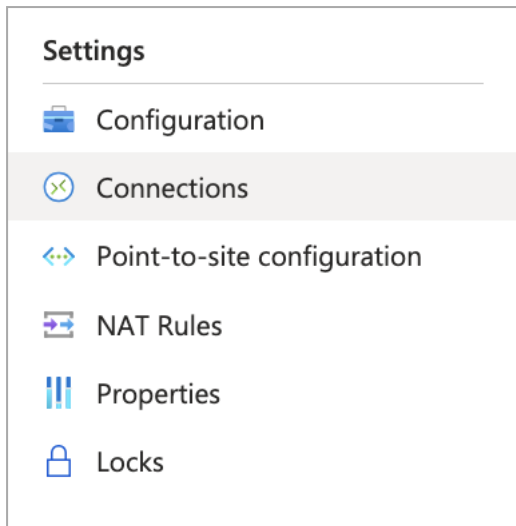 Settings
Configuration
Connections
Point-to-site configuration
NAT Rules
Properties
Locks